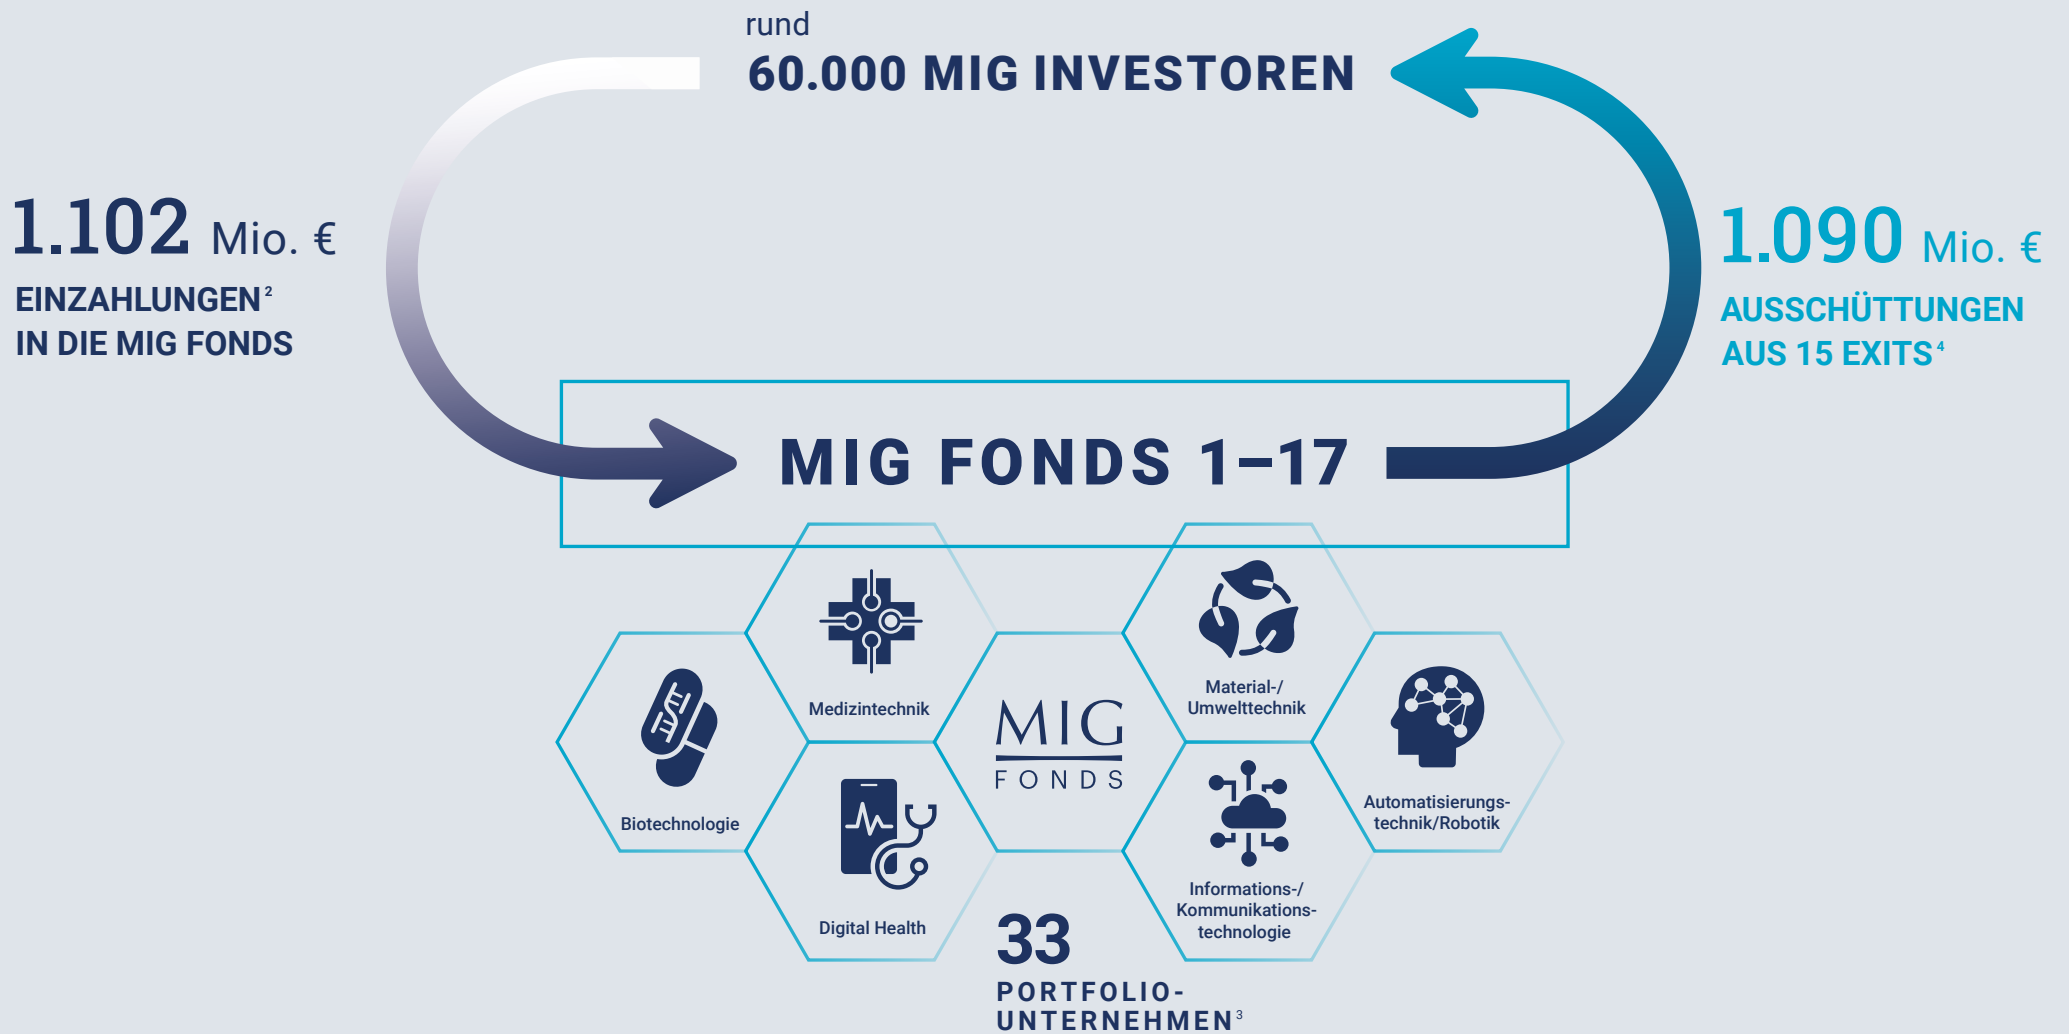 rund
60.000 MIG INVESTOREN
1.102 Mio. €
EINZAHLUNGEN²
IN DIE MIG FONDS
1.090 Mio. €
AUSSCHÜTTUNGEN
AUS 15 EXITS⁴
MIG FONDS 1–17
Biotechnologie
Medizintechnik
Digital Health
MIG
FONDS
Material-/
Umwelttechnik
Informations-/
Kommunikations-
technologie
Automatisierungs-
technik/Robotik
33
PORTFOLIO-
UNTERNEHMEN³